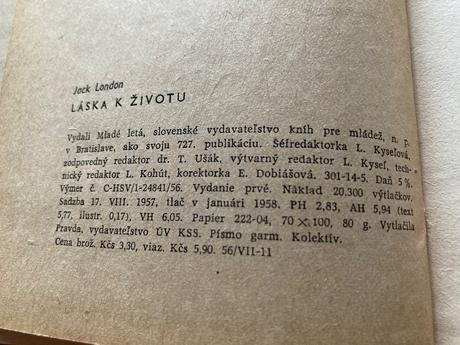 Jack London
LÁSKA K ŽIVOTU
Vydali Mladé letá, slovenské vydavateľstvo kníh pre mládež, n. p.
v Bratislave, ako svoju 727. publikáciu. Šéfredaktorka L. Kyseľová,
zodpovedný redaktor dr. T. Ušák, výtvarný redaktor L. Kyseľ, tech-
nický redaktor L. Kohút, korektorka E. Dobiášová. 301-14-5. Daň 5 %.
Výmer č. C-HSV/1-24841/56. Vydanie prvé. Náklad 20.300 výtlačkov.
Sadzba 17. VIII. 1957, tlač v januári 1958. PH 2,83, AH 5,94 (text
5,77, ilustr. 0,17), VH 6,05. Papier 222-04, 70 × 100, 80 g. Vytlačila
Pravda, vydavateľstvo ÚV KSS. Písmo garm. Kolektív.
Cena brož. Kčs 3,30, viaz. Kčs 5,90. 56/VII-11